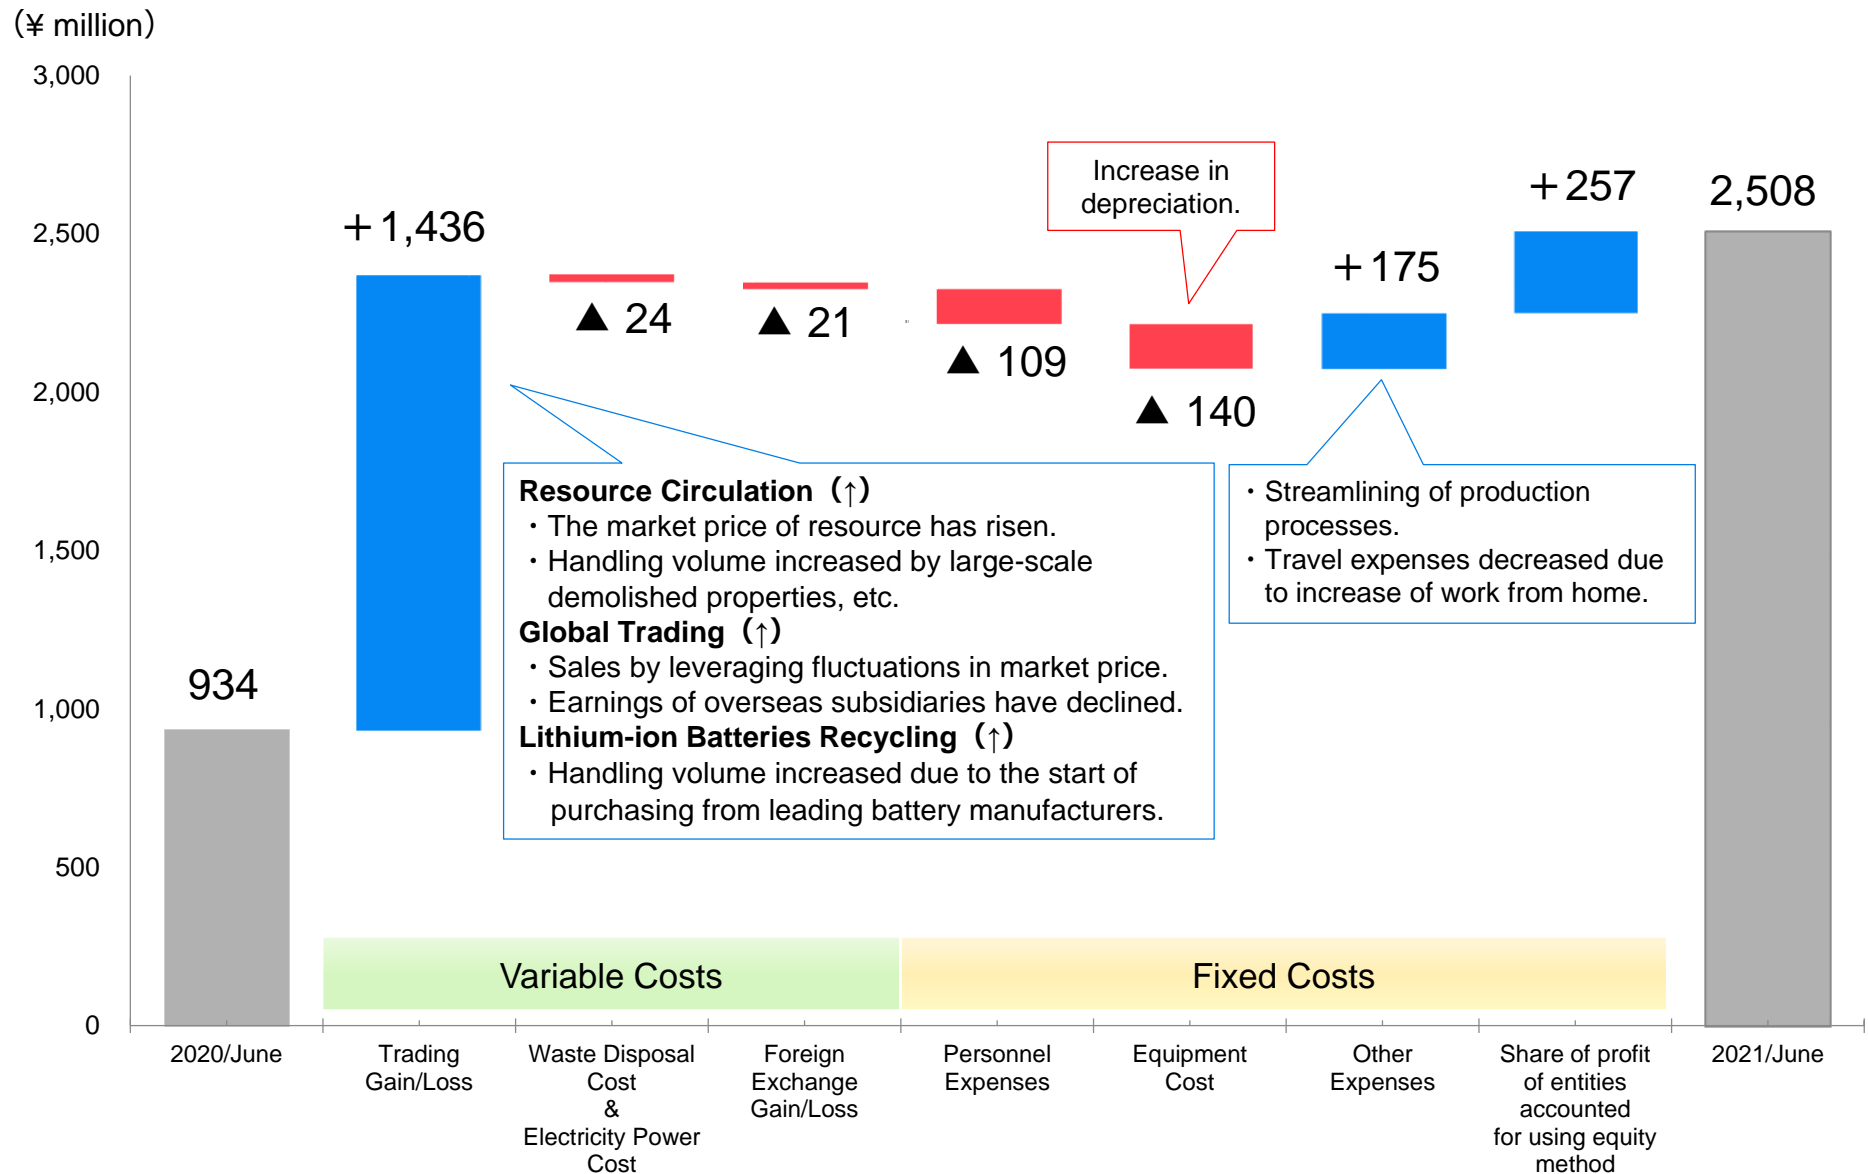 （¥ million）
3,000
2,500
2,000
1,500
1,000
500
0
934
＋1,436
▲ 24
▲ 21
▲ 109
▲ 140
＋175
＋257
2,508
Increase in
depreciation.
Resource Circulation（↑）
・The market price of resource has risen.
・Handling volume increased by large-scale
demolished properties, etc.
Global Trading（↑）
・Sales by leveraging fluctuations in market price.
・Earnings of overseas subsidiaries have declined.
Lithium-ion Batteries Recycling（↑）
・Handling volume increased due to the start of
purchasing from leading battery manufacturers.
・Streamlining of production
processes.
・Travel expenses decreased due
to increase of work from home.
Variable Costs
Fixed Costs
2020/June
Trading
Gain/Loss
Waste Disposal
Cost
&
Electricity Power
Cost
Foreign
Exchange
Gain/Loss
Personnel
Expenses
Equipment
Cost
Other
Expenses
Share of profit
of entities
accounted
for using equity
method
2021/June